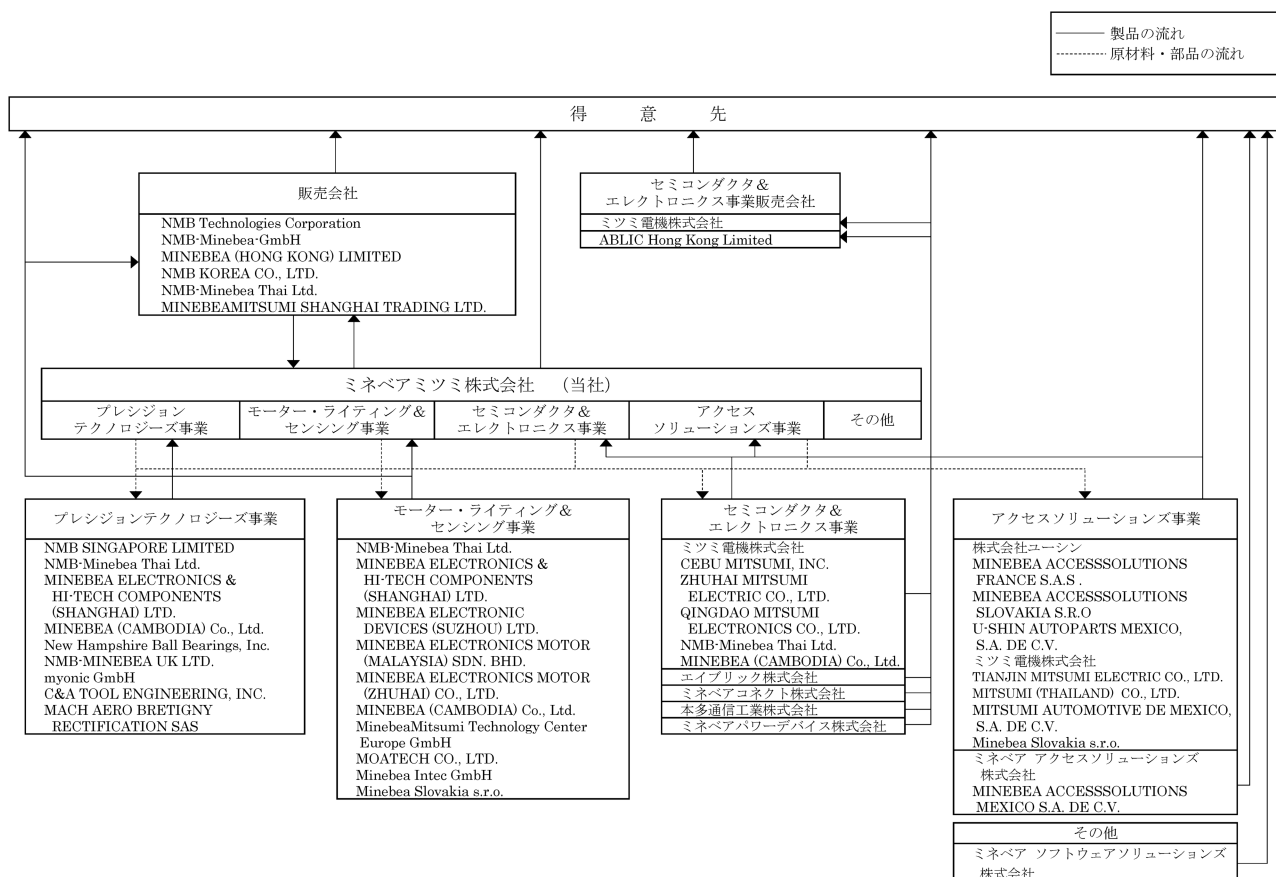 製品の流れ
原材料・部品の流れ
得意先
販売会社
NMB Technologies Corporation
NMB-Minebea-GmbH
MINEBEA (HONG KONG) LIMITED
NMB KOREA CO., LTD.
NMB-Minebea Thai Ltd.
MINEBEAMITSUMI SHANGHAI TRADING LTD.
セミコンダクタ&
エレクトロニクス事業販売会社
ミツミ電機株式会社
ABLIC Hong Kong Limited
ミネベアミツミ株式会社 (当社)
プレシジョン
テクノロジーズ事業
モーター・ライティング&
センシング事業
セミコンダクタ&
エレクトロニクス事業
アクセス
ソリューションズ事業
その他
プレシジョンテクノロジーズ事業
NMB SINGAPORE LIMITED
NMB-Minebea Thai Ltd.
MINEBEA ELECTRONICS &
HI-TECH COMPONENTS
(SHANGHAI) LTD.
MINEBEA (CAMBODIA) Co., Ltd.
New Hampshire Ball Bearings, Inc.
NMB-MINEBEA UK LTD.
myonic GmbH
C&A TOOL ENGINEERING, INC.
MACH AERO BRETIGNY
RECTIFICATION SAS
モーター・ライティング&
センシング事業
NMB-Minebea Thai Ltd.
MINEBEA ELECTRONICS &
HI-TECH COMPONENTS
(SHANGHAI) LTD.
MINEBEA ELECTRONIC
DEVICES (SUZHOU) LTD.
MINEBEA ELECTRONICS MOTOR
(MALAYSIA) SDN. BHD.
MINEBEA ELECTRONICS MOTOR
(ZHUHAI) CO., LTD.
MINEBEA (CAMBODIA) Co., Ltd.
MinebeaMitsumi Technology Center
Europe GmbH
MOATECH CO., LTD.
Minebea Intec GmbH
Minebea Slovakia s.r.o.
セミコンダクタ&
エレクトロニクス事業
ミツミ電機株式会社
CEBU MITSUMI, INC.
ZHUHAI MITSUMI
ELECTRIC CO., LTD.
QINGDAO MITSUMI
ELECTRONICS CO., LTD.
NMB-Minebea Thai Ltd.
MINEBEA (CAMBODIA) Co., Ltd.
エイブリック株式会社
ミネベアコネクト株式会社
本多通信工業株式会社
ミネベアパワーデバイス株式会社
アクセスソリューションズ事業
株式会社ユーシン
MINEBEA ACCESSSOLUTIONS
FRANCE S.A.S .
MINEBEA ACCESSSOLUTIONS
SLOVAKIA S.R.O
U-SHIN AUTOPARTS MEXICO,
S.A. DE C.V.
ミツミ電機株式会社
TIANJIN MITSUMI ELECTRIC CO., LTD.
MITSUMI (THAILAND) CO., LTD.
MITSUMI AUTOMOTIVE DE MEXICO,
S.A. DE C.V.
Minebea Slovakia s.r.o.
ミネベア アクセスソリューションズ
株式会社
MINEBEA ACCESSSOLUTIONS
MEXICO S.A. DE C.V.
その他
ミネベア ソフトウェアソリューションズ
株式会社